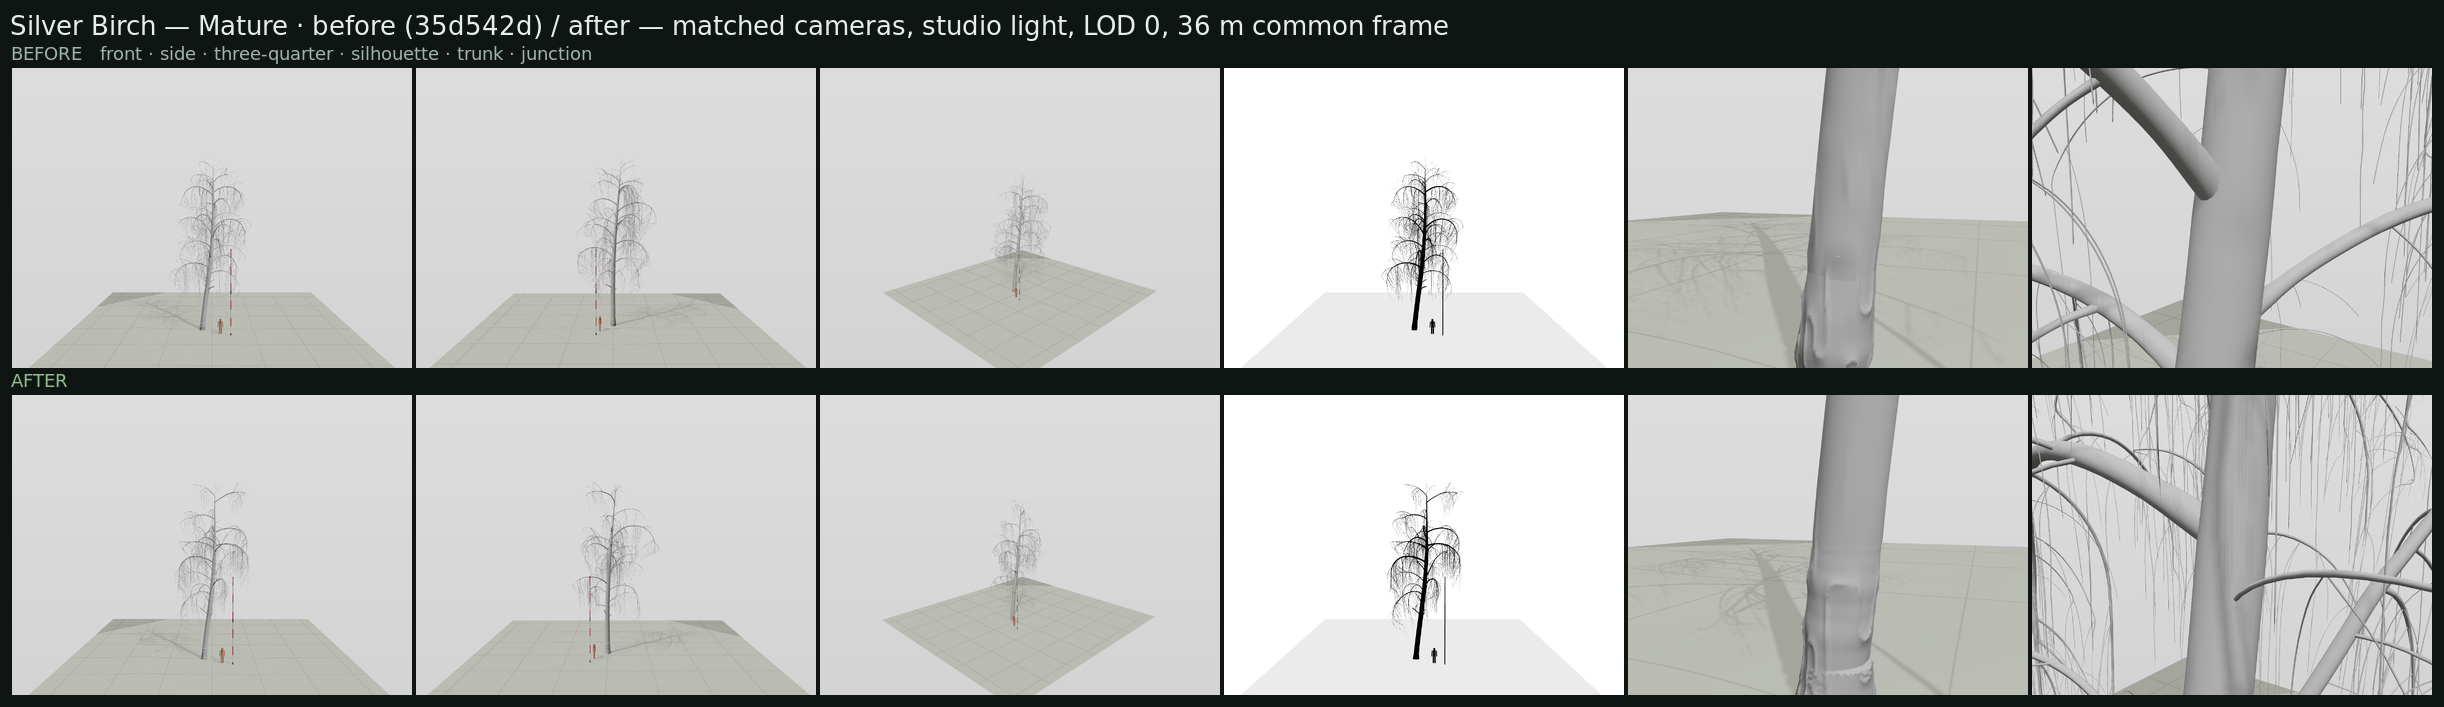 Silver Birch — Mature · before (35d542d) / after — matched cameras, studio light, LOD 0, 36 m common frame
BEFORE front · side · three-quarter · silhouette · trunk · junction
AFTER